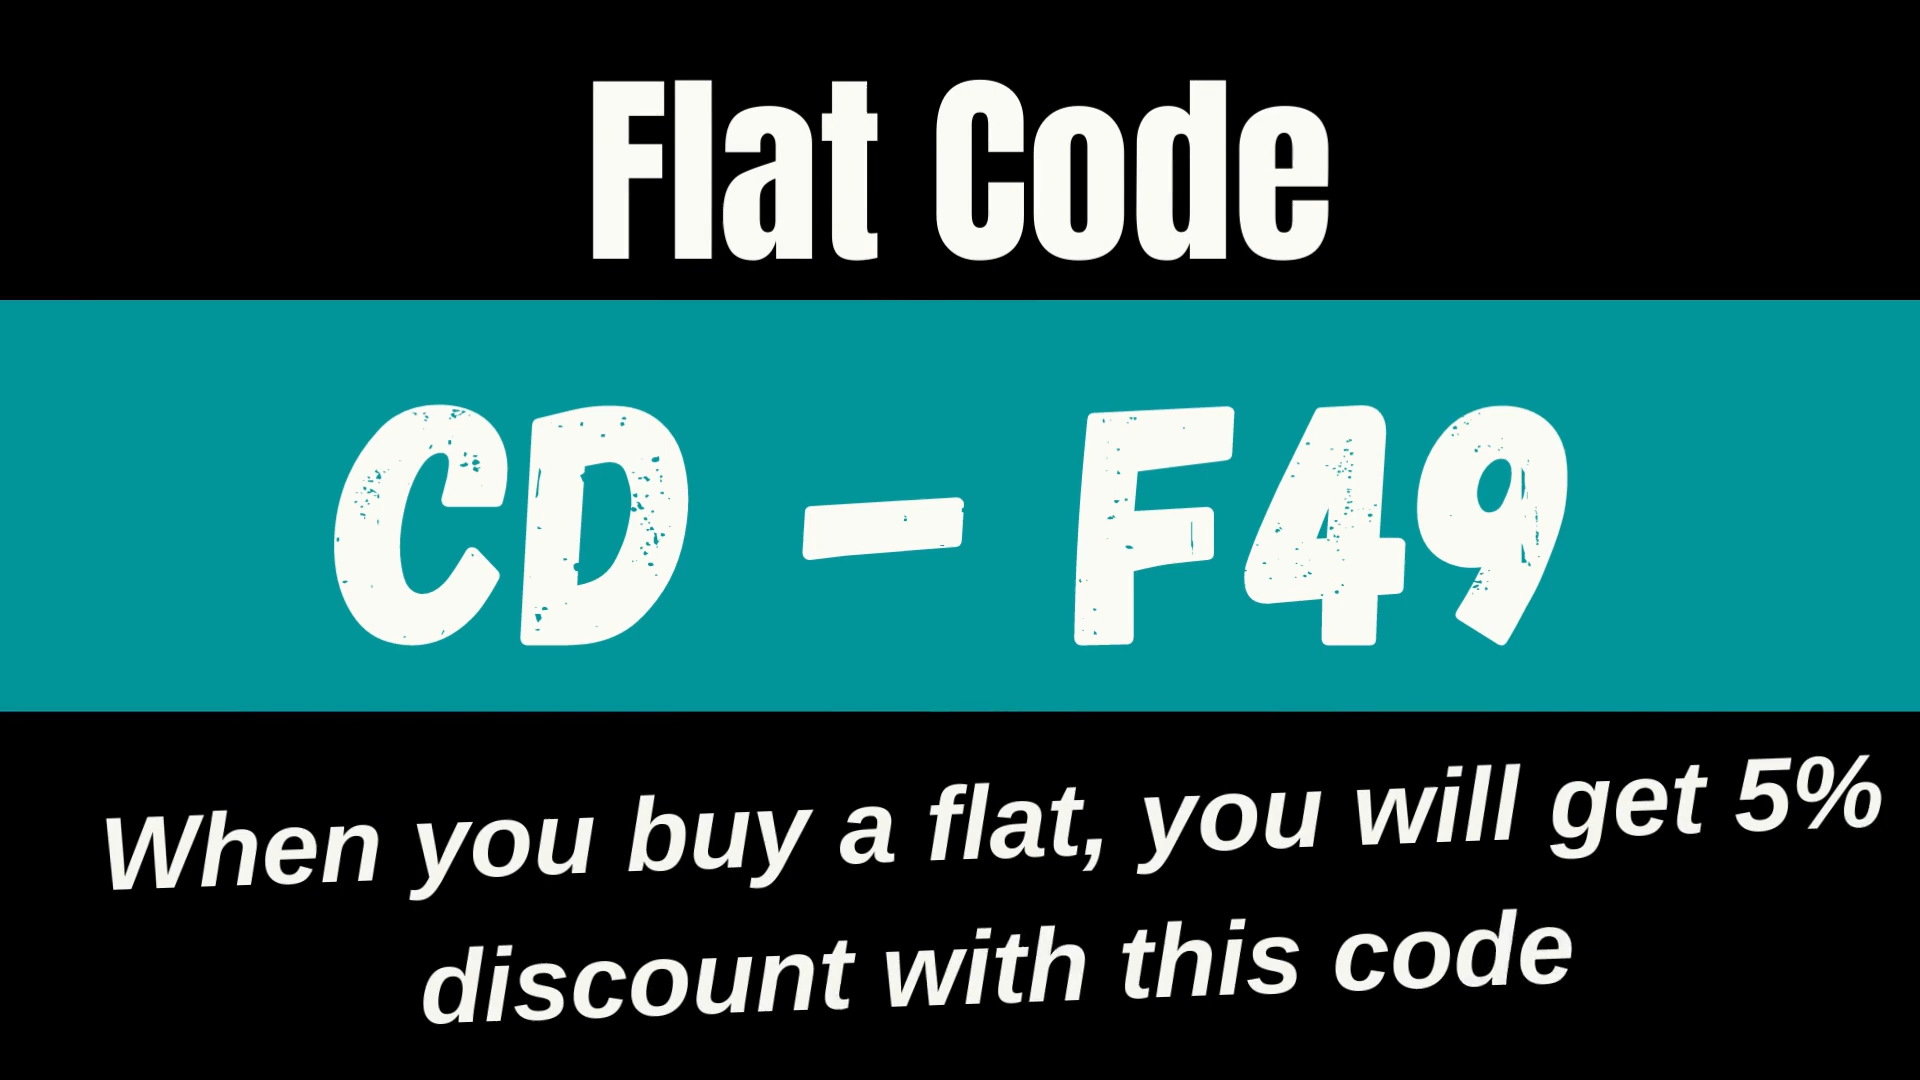 Flat Code
CD - F49
When you buy a flat, you will get 5%
discount with this code